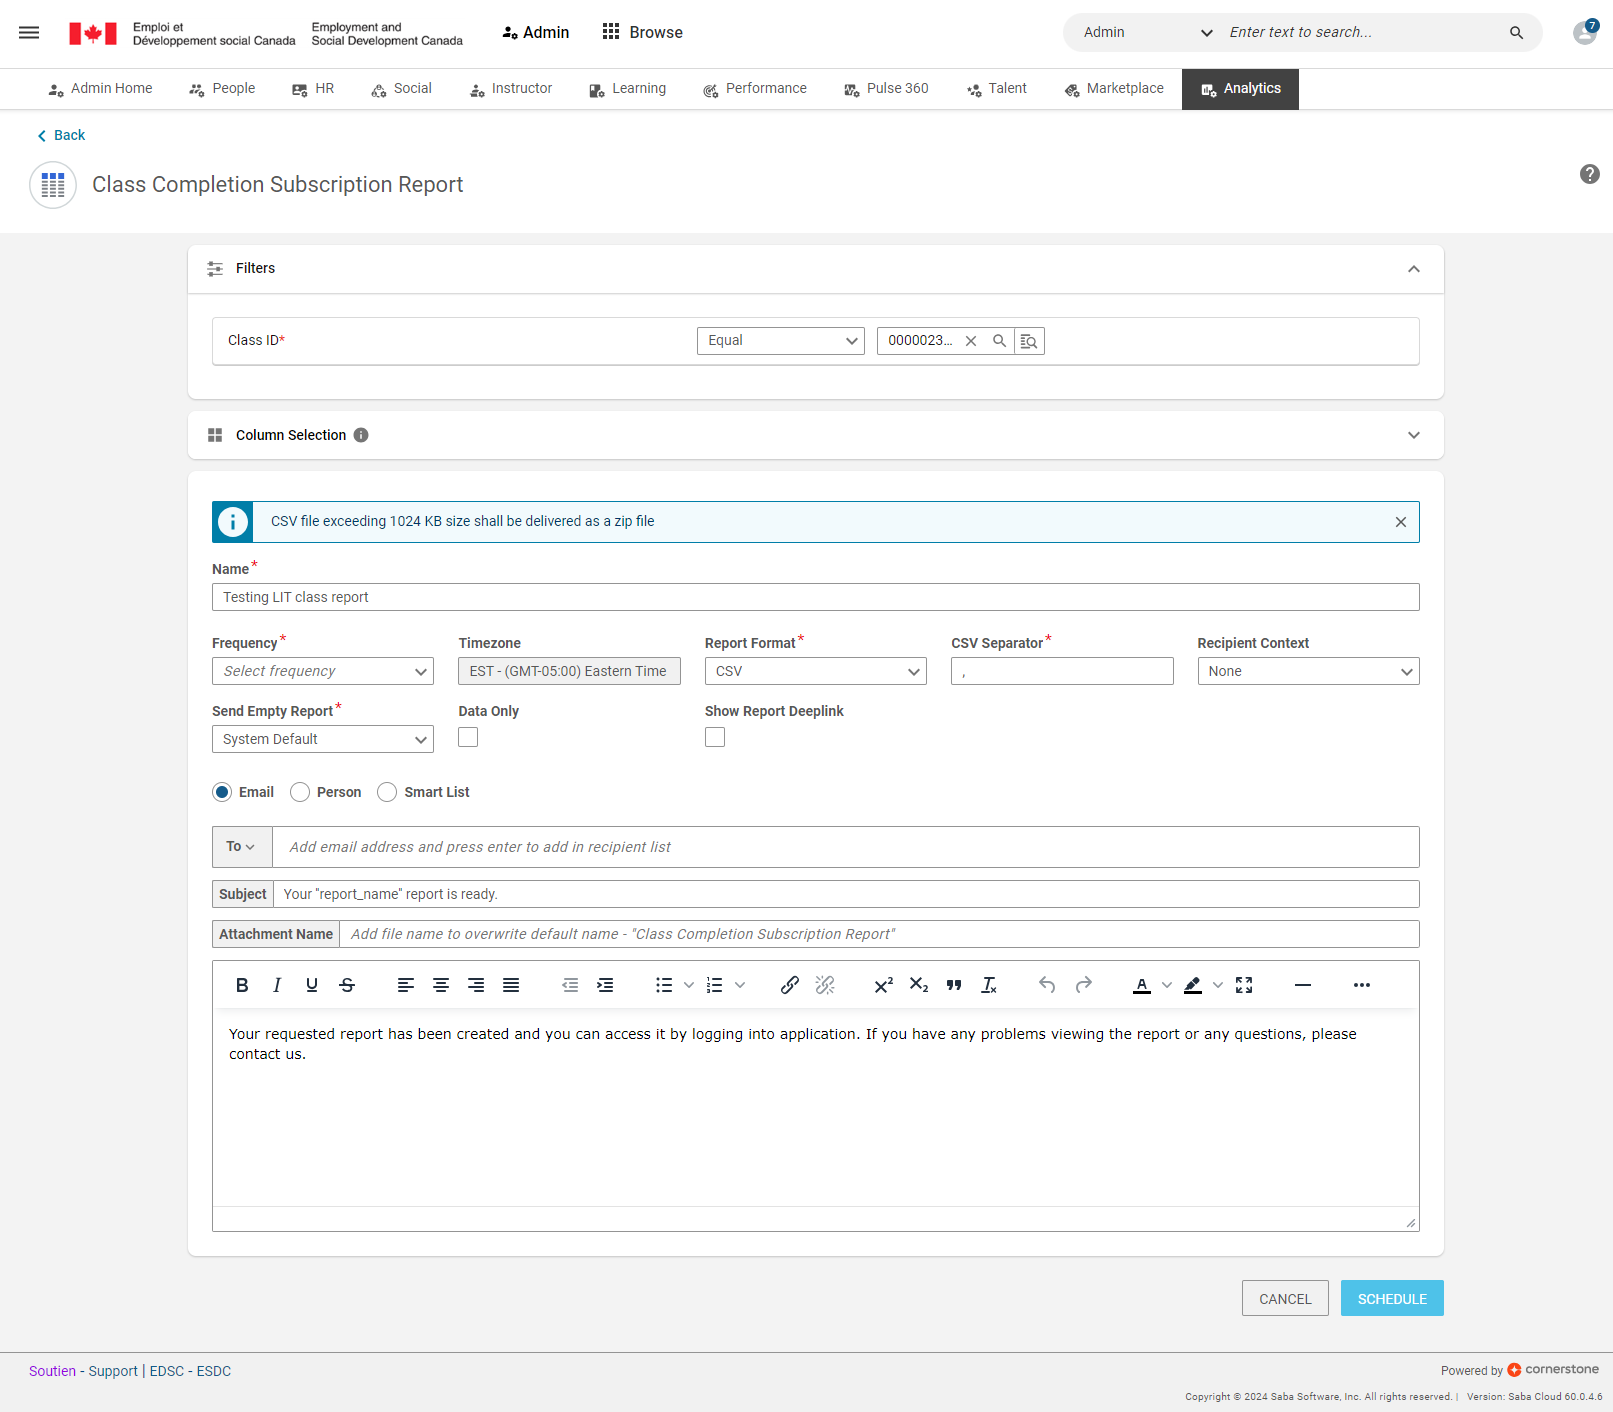 Emploi et
Développement social Canada
Employment and
Social Development Canada
Admin
Browse
Admin
Enter text to search...
7
Admin Home
People
HR
Social
Instructor
Learning
Performance
Pulse 360
Talent
Marketplace
Analytics
Back
Class Completion Subscription Report
Filters
Class ID*
Equal
0000023...
Column Selection
CSV file exceeding 1024 KB size shall be delivered as a zip file
Name*
Testing LIT class report
Frequency*
Timezone
Report Format*
CSV Separator*
Recipient Context
Select frequency
EST - (GMT-05:00) Eastern Time
CSV
,
None
Send Empty Report*
Data Only
Show Report Deeplink
System Default
Email
Person
Smart List
To
Add email address and press enter to add in recipient list
Subject
Your "report_name" report is ready.
Attachment Name
Add file name to overwrite default name - "Class Completion Subscription Report"
Your requested report has been created and you can access it by logging into application. If you have any problems viewing the report or any questions, please
contact us.
CANCEL
SCHEDULE
Soutien - Support | EDSC - ESDC
Powered by cornerstone
Copyright © 2024 Saba Software, Inc. All rights reserved. | Version: Saba Cloud 60.0.4.6